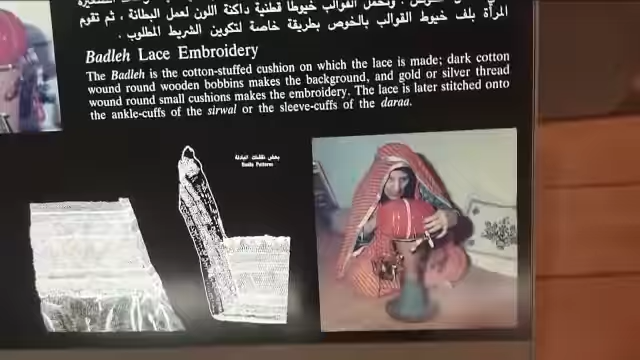 المرأة بلف خيوط القوالب بالخوص بطريقة خاصة لتكوين الشريط المطلوب .
Badleh Lace Embroidery
The Badleh is the cotton-stuffed cushion on which the lace is made; dark cotton
wound round wooden bobbins makes the background, and gold or silver thread
wound round small cushions makes the embroidery. The lace is later stitched onto
the ankle-cuffs of the sirwal or the sleeve-cuffs of the daraa.
بعض نقشات البادلة
Badla Patterns